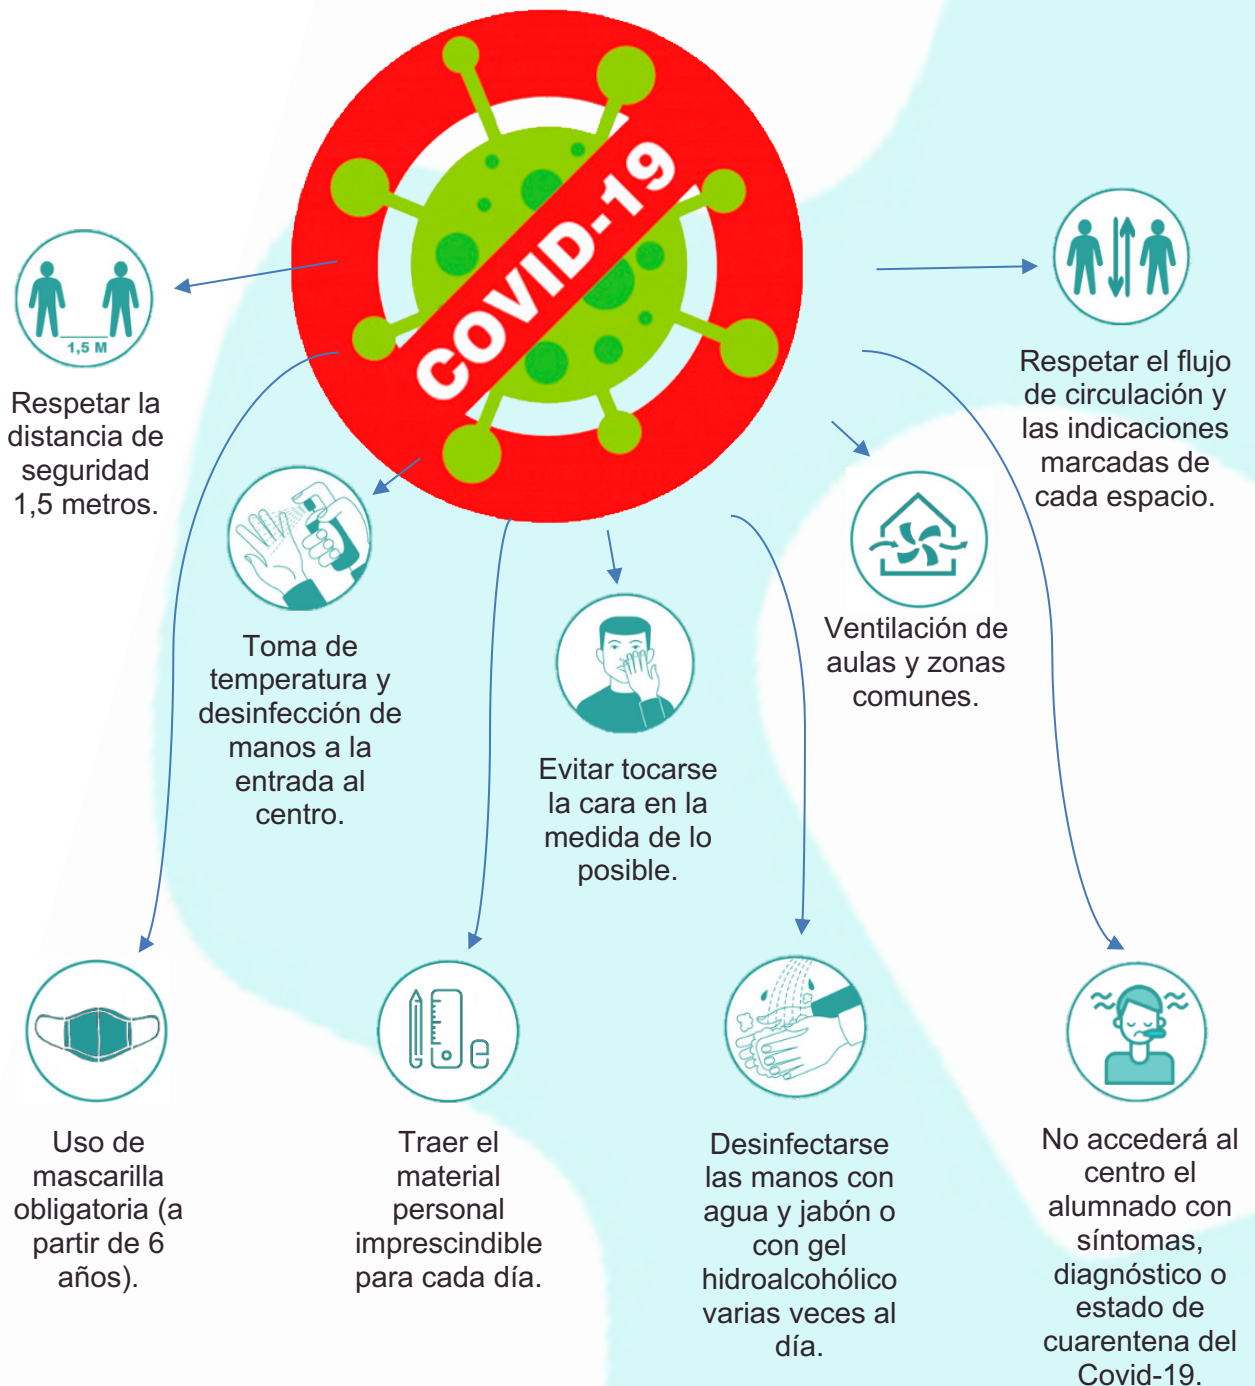 COVID-19
1,5 M
Respetar la
distancia de
seguridad
1,5 metros.
Respetar el flujo
de circulación y
las indicaciones
marcadas de
cada espacio.
Toma de
temperatura y
desinfección de
manos a la
entrada al
centro.
Ventilación de
aulas y zonas
comunes.
Evitar tocarse
la cara en la
medida de lo
posible.
Uso de
mascarilla
obligatoria (a
partir de 6
años).
Traer el
material
personal
imprescindible
para cada día.
Desinfectarse
las manos con
agua y jabón o
con gel
hidroalcohólico
varias veces al
día.
No accederá al
centro el
alumnado con
síntomas,
diagnóstico o
estado de
cuarentena del
Covid-19.